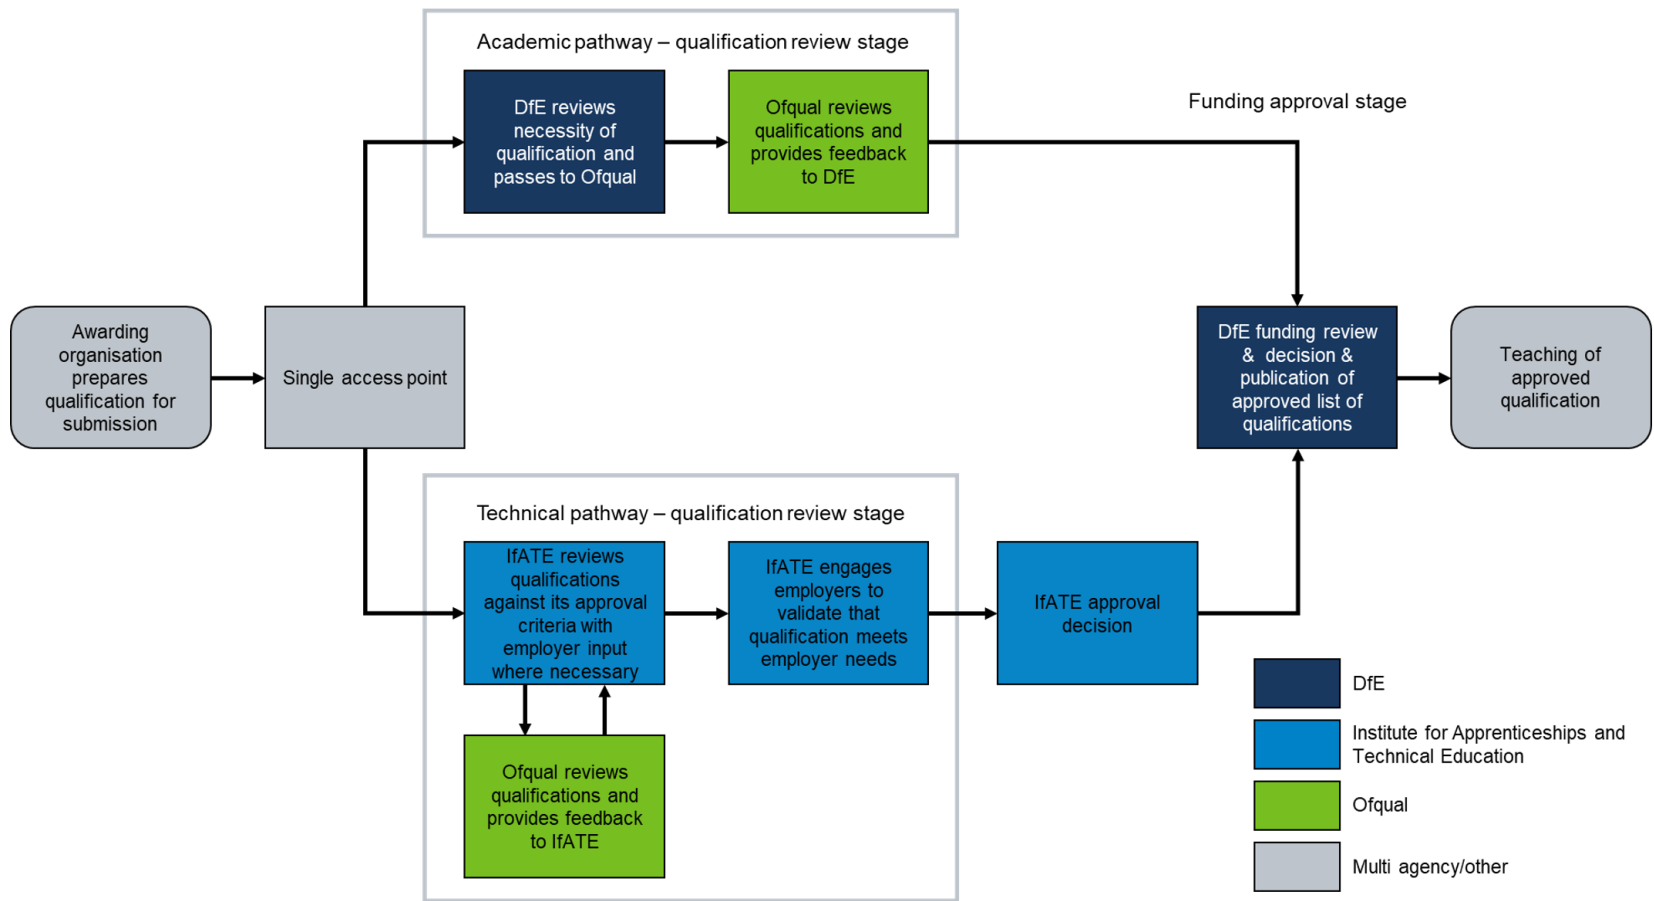 Academic pathway – qualification review stage
DfE reviews
necessity of
qualification and
passes to Ofqual
Ofqual reviews
qualifications and
provides feedback
to DfE
Funding approval stage
Awarding
organisation
prepares
qualification for
submission
Single access point
DfE funding review
& decision &
publication of
approved list of
qualifications
Teaching of
approved
qualification
Technical pathway – qualification review stage
IfATE reviews
qualifications
against its approval
criteria with
employer input
where necessary
IfATE engages
employers to
validate that
qualification meets
employer needs
IfATE approval
decision
Ofqual reviews
qualifications and
provides feedback
to IfATE
DfE
Institute for Apprenticeships and
Technical Education
Ofqual
Multi agency/other